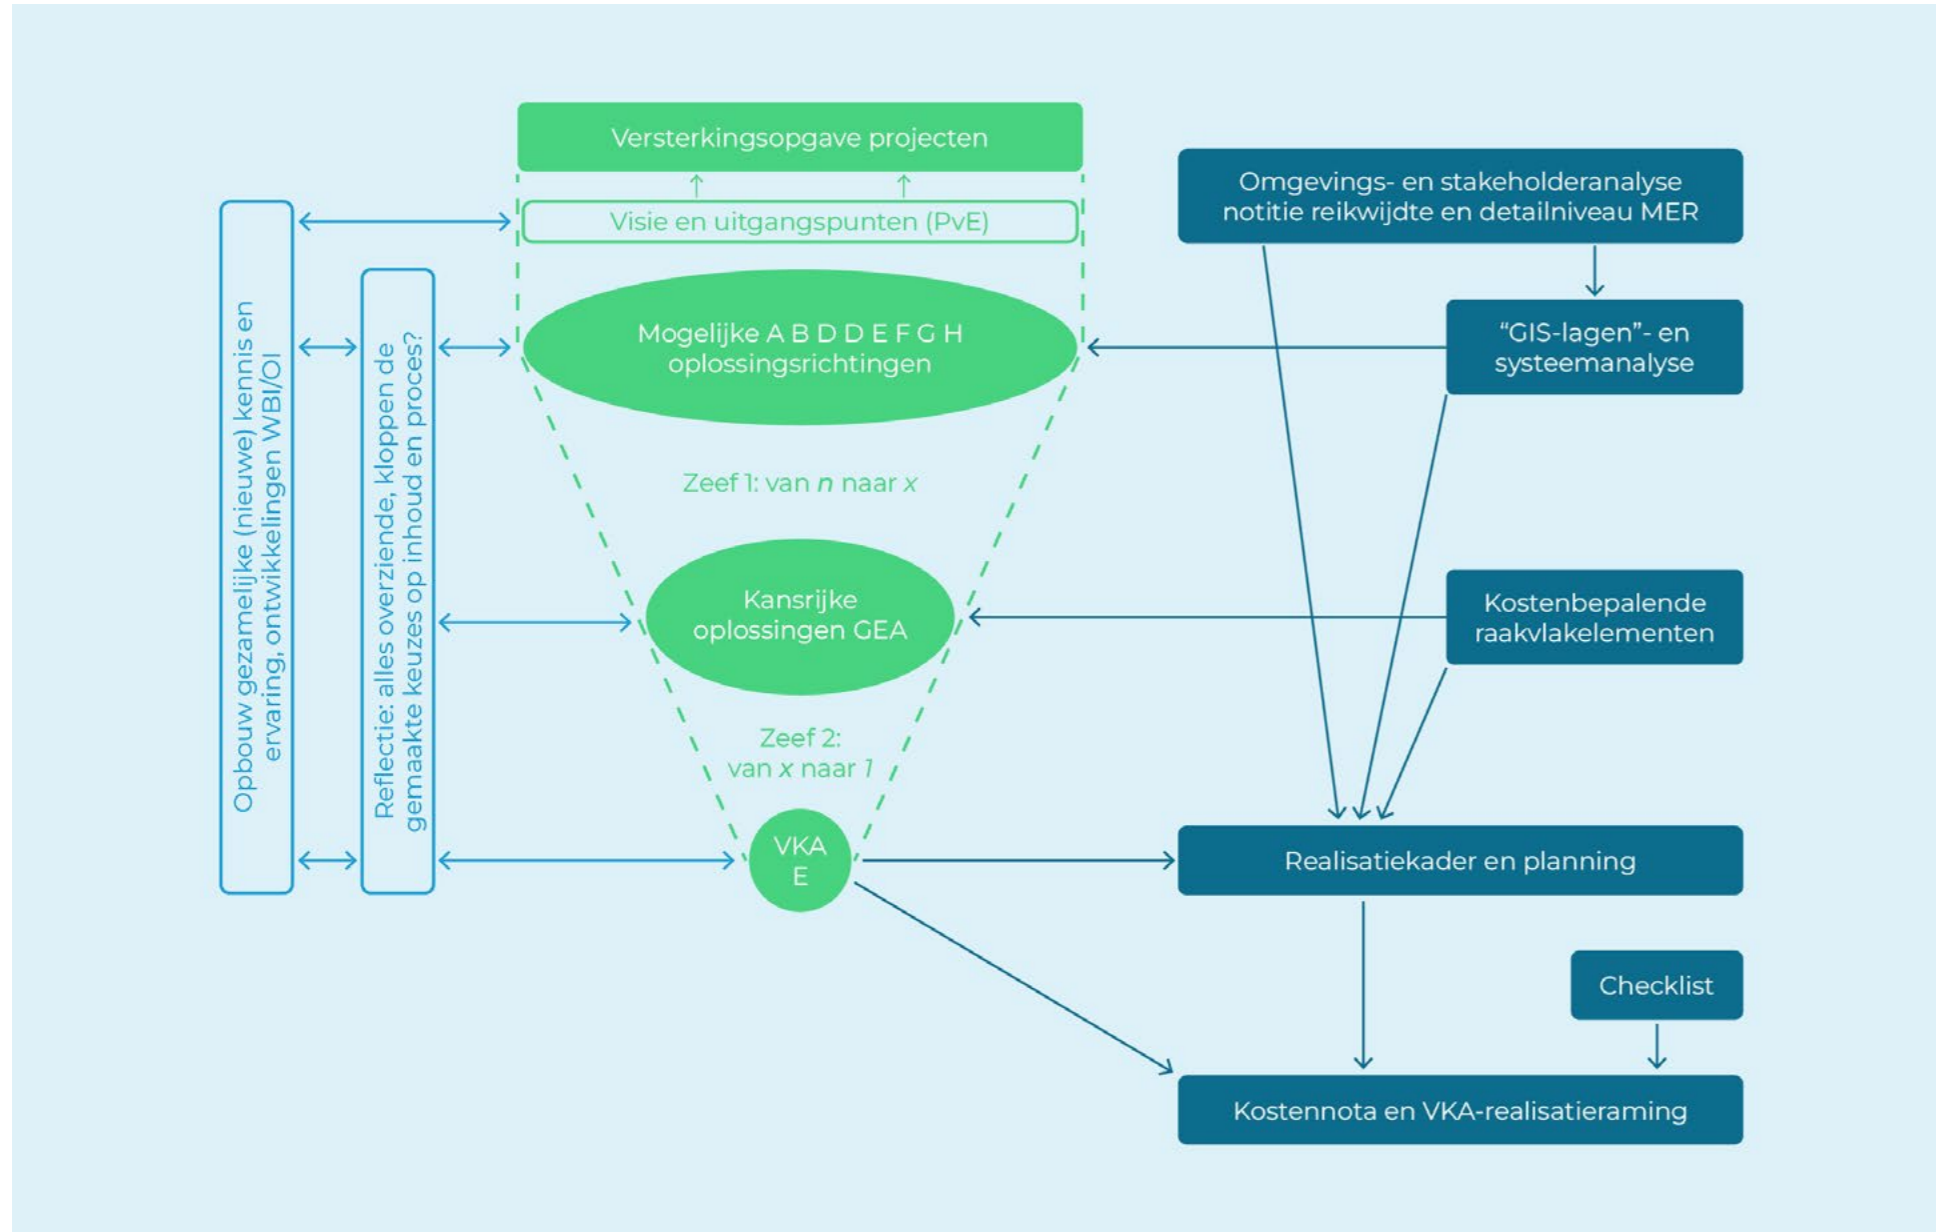 Versterkingsopgave projecten
Visie en uitgangspunten (PvE)
Mogelijke A B D D E F G H
oplossingsrichtingen
Zeef 1: van n naar x
Kansrijke
oplossingen GEA
Zeef 2:
van x naar 1
VKA
E
Opbouw gezamelijke (nieuwe) kennis en
ervaring, ontwikkelingen WBI/OI
Reflectie: alles overziende, kloppen de
gemaakte keuzes op inhoud en proces?
Omgevings- en stakeholderanalyse
notitie reikwijdte en detailniveau MER
“GIS-lagen”- en
systeemanalyse
Kostenbepalende
raakvlakelementen
Realisatiekader en planning
Checklist
Kostennota en VKA-realisatieraming